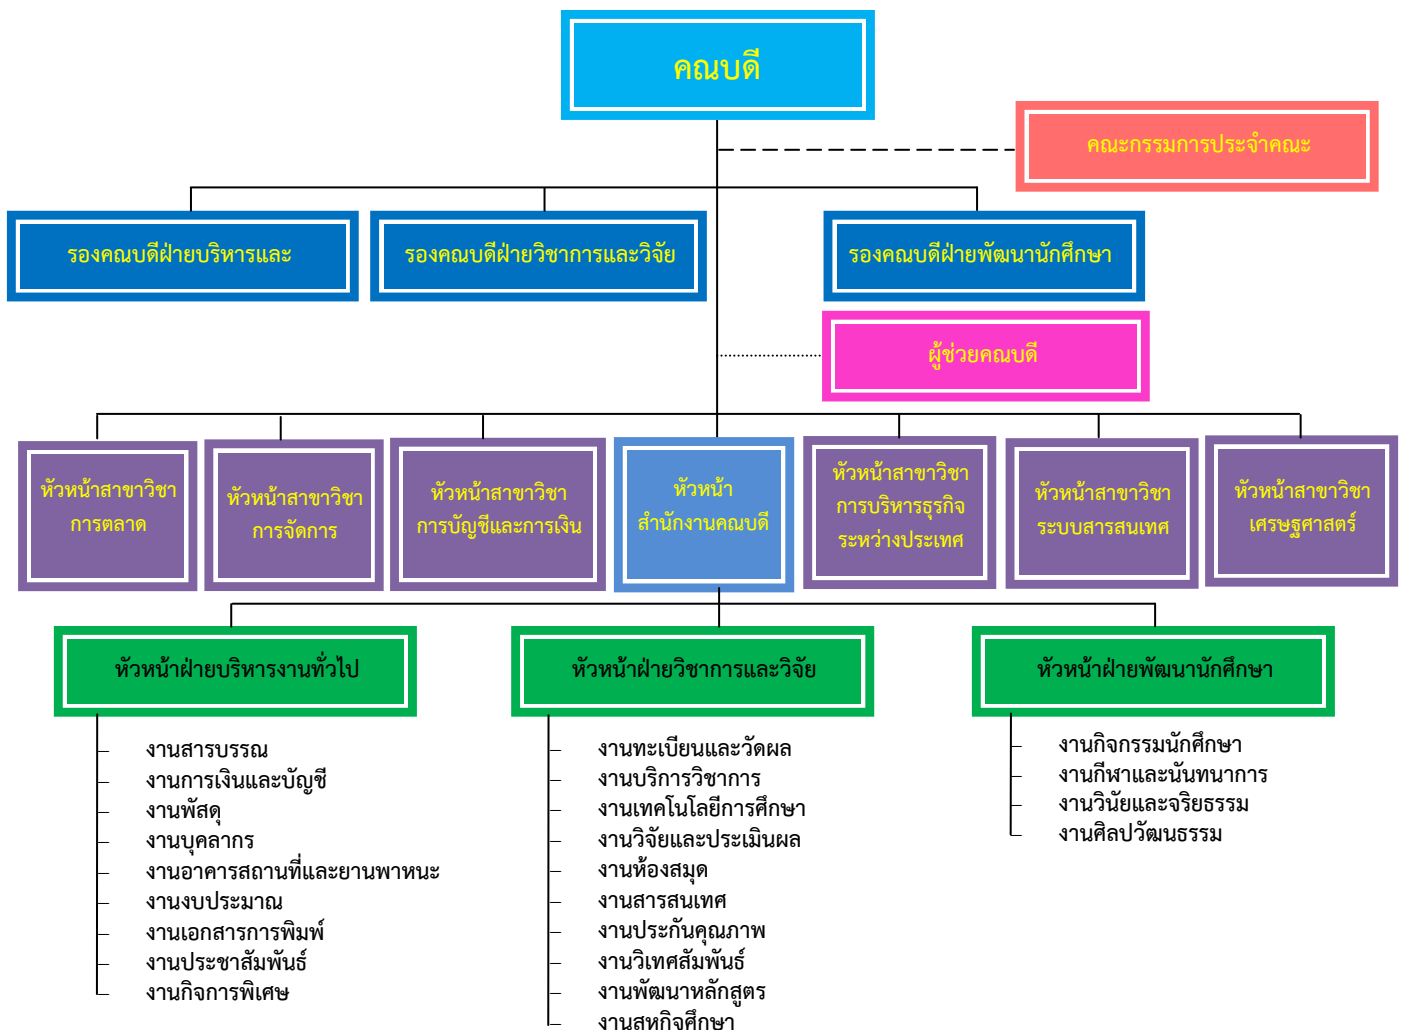 คณบดี
คณะกรรมการประจำคณะ
รองคณบดีฝ่ายบริหารและ
รองคณบดีฝ่ายวิชาการและวิจัย
รองคณบดีฝ่ายพัฒนานักศึกษา
ผู้ช่วยคณบดี
หัวหน้าสาขาวิชา
การตลาด
หัวหน้าสาขาวิชา
การจัดการ
หัวหน้าสาขาวิชา
การบัญชีและการเงิน
หัวหน้า
สำนักงานคณบดี
หัวหน้าสาขาวิชา
การบริหารธุรกิจ
ระหว่างประเทศ
หัวหน้าสาขาวิชา
ระบบสารสนเทศ
หัวหน้าสาขาวิชา
เศรษฐศาสตร์
หัวหน้าฝ่ายบริหารงานทั่วไป
งานสารบรรณ
งานการเงินและบัญชี
งานพัสดุ
งานบุคลากร
งานอาคารสถานที่และยานพาหนะ
งานงบประมาณ
งานเอกสารการพิมพ์
งานประชาสัมพันธ์
งานกิจการพิเศษ
หัวหน้าฝ่ายวิชาการและวิจัย
งานทะเบียนและวัดผล
งานบริการวิชาการ
งานเทคโนโลยีการศึกษา
งานวิจัยและประเมินผล
งานห้องสมุด
งานสารสนเทศ
งานประกันคุณภาพ
งานวิเทศสัมพันธ์
งานพัฒนาหลักสูตร
งานสหกิจศึกษา
หัวหน้าฝ่ายพัฒนานักศึกษา
งานกิจกรรมนักศึกษา
งานกีฬาและนันทนาการ
งานวินัยและจริยธรรม
งานศิลปวัฒนธรรม